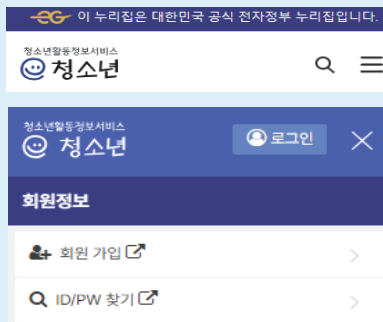 이 누리집은 대한민국 공식 전자정부 누리집입니다.
청소년활동정보서비스
청소년
청소년활동정보서비스
청소년
로그인
회원정보
회원 가입
ID/PW 찾기